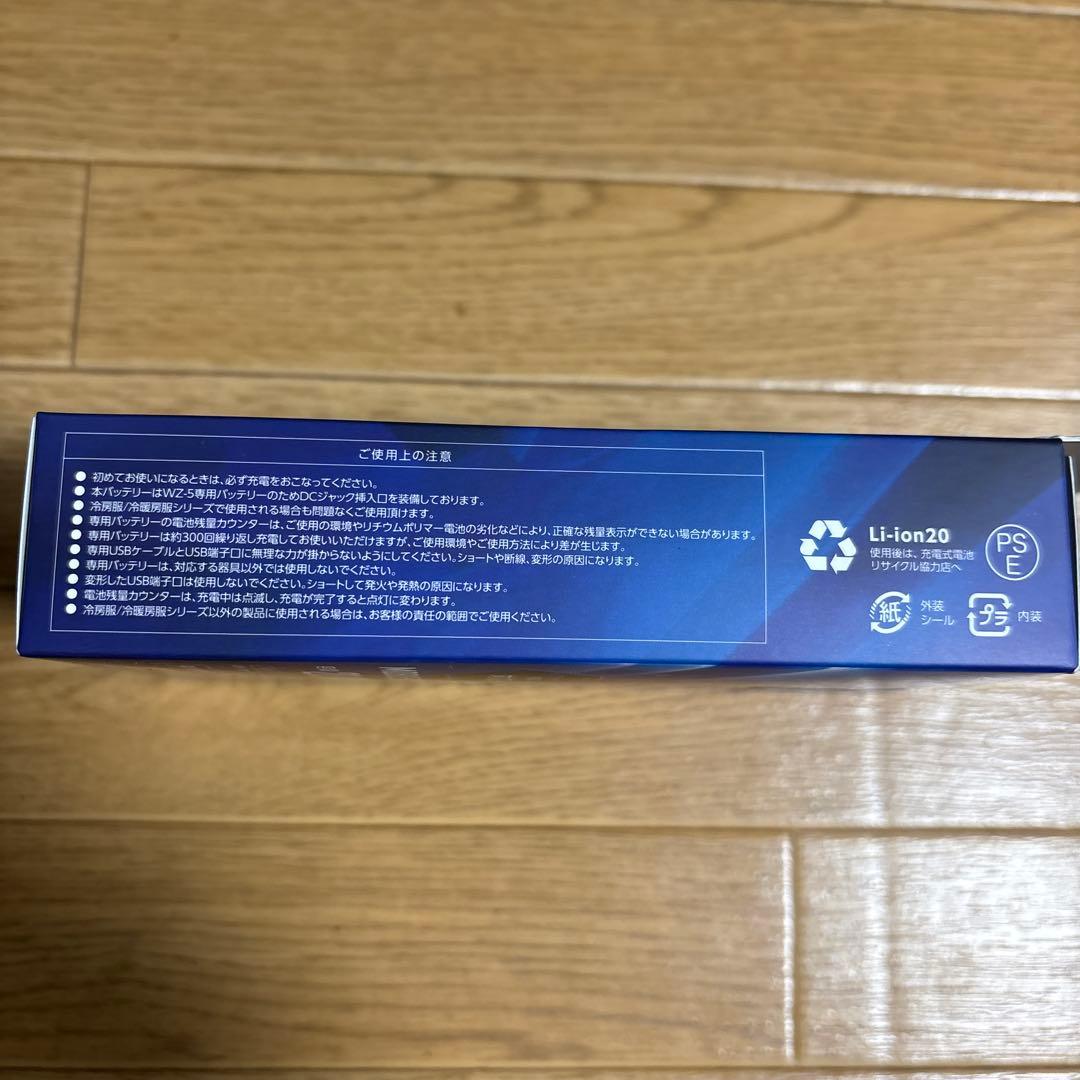 ご使用上の注意
● 初めてお使いになるときは、必ず充電をおこなってください。
● 本バッテリーはWZ-5専用バッテリーのためDCジャック挿入口を装備しております。
● 冷房服/冷暖房服シリーズで使用される場合も問題なくご使用頂けます。
● 専用バッテリーの電池残量カウンターは、ご使用の環境やリチウムポリマー電池の劣化などにより、正確な残量表示ができない場合があります。
● 専用バッテリーは約300回繰り返し充電してお使いいただけますが、ご使用環境やご使用方法により差が生じます。
● 専用USBケーブルとUSB端子口に無理な力が掛からないようにしてください。ショートや断線、変形の原因になります。
● 専用バッテリーは、対応する器具以外では使用しないでください。
● 変形したUSB端子口は使用しないでください。ショートして発火や発熱の原因になります。
● 電池残量カウンターは、充電中は点滅し、充電が完了すると点灯に変わります。
● 冷房服/冷暖房服シリーズ以外の製品に使用される場合は、お客様の責任の範囲でご使用ください。
Li-ion20
使用後は、充電式電池
リサイクル協力店へ
PS
E
紙
外装
シール
プラ
内装